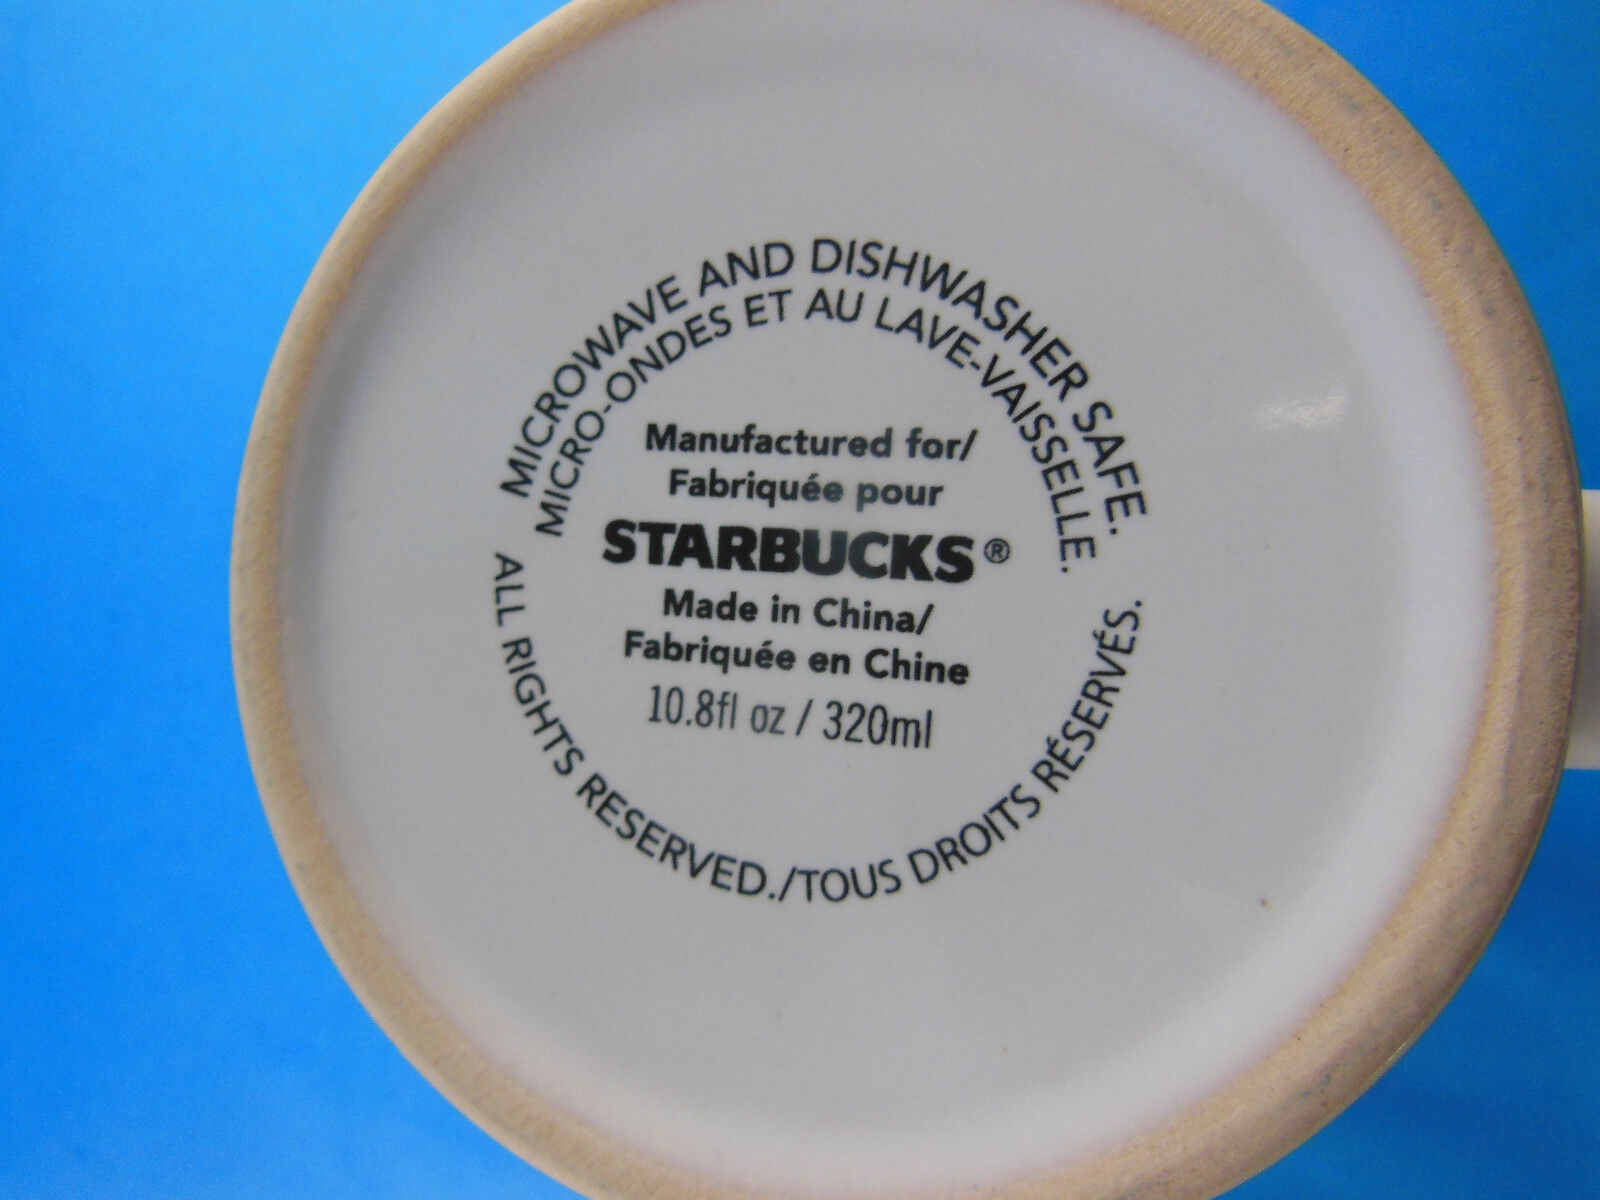 MICROWAVE AND DISHWASHER SAFE.
MICRO-ONDES ET AU LAVE-VAISSELLE.
Manufactured for/
Fabriquée pour
STARBUCKS®
Made in China/
Fabriquée en Chine
10.8fl oz / 320ml
ALL RIGHTS RESERVED./TOUS DROITS RÉSERVÉS.